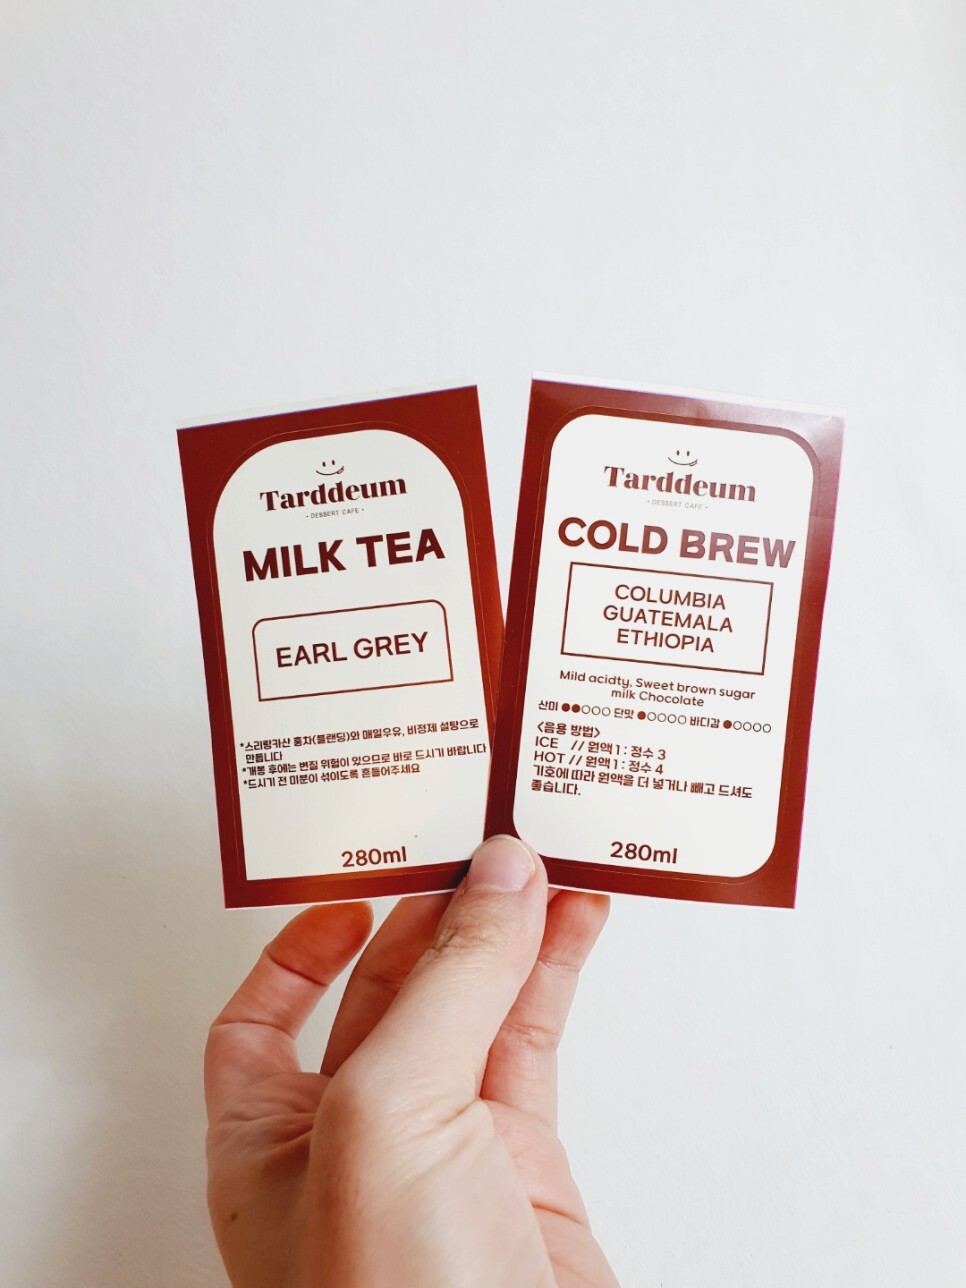 Tarddeum
- DESSERT CAFE -
MILK TEA
EARL GREY
*스리랑카산 홍차(블랜딩)와 매일우유, 비정제 설탕으로
만듭니다
*개봉 후에는 변질 위험이 있으므로 바로 드시기 바랍니다
*드시기 전 미분이 섞이도록 흔들어주세요
280ml
Tarddeum
- DESSERT CAFE -
COLD BREW
COLUMBIA
GUATEMALA
ETHIOPIA
Mild acidty, Sweet brown sugar
milk Chocolate
산미 ●●○○○ 단맛 ●○○○○ 바디감 ●○○○○
<음용 방법>
ICE // 원액 1 : 정수 3
HOT // 원액 1 : 정수 4
기호에 따라 원액을 더 넣거나 빼고 드셔도
좋습니다.
280ml